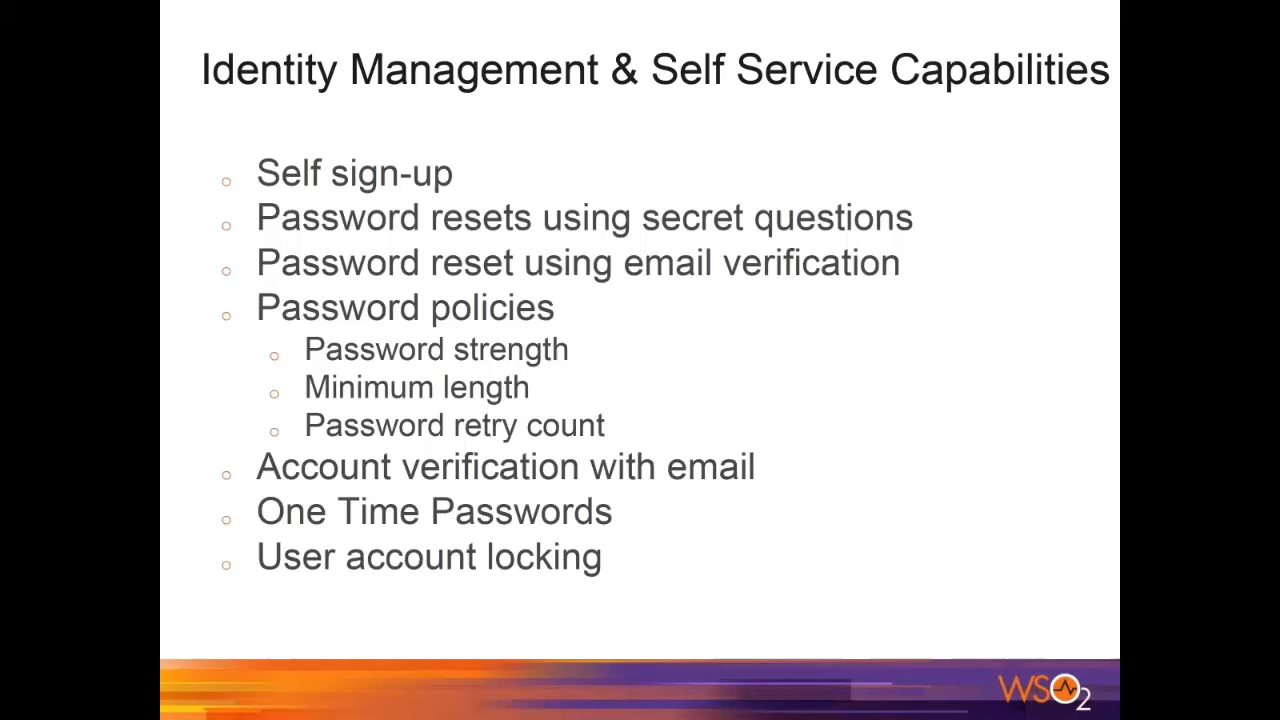 Identity Management & Self Service Capabilities
Self sign-up
Password resets using secret questions
Password reset using email verification
Password policies
Password strength
Minimum length
Password retry count
Account verification with email
One Time Passwords
User account locking
WSO2